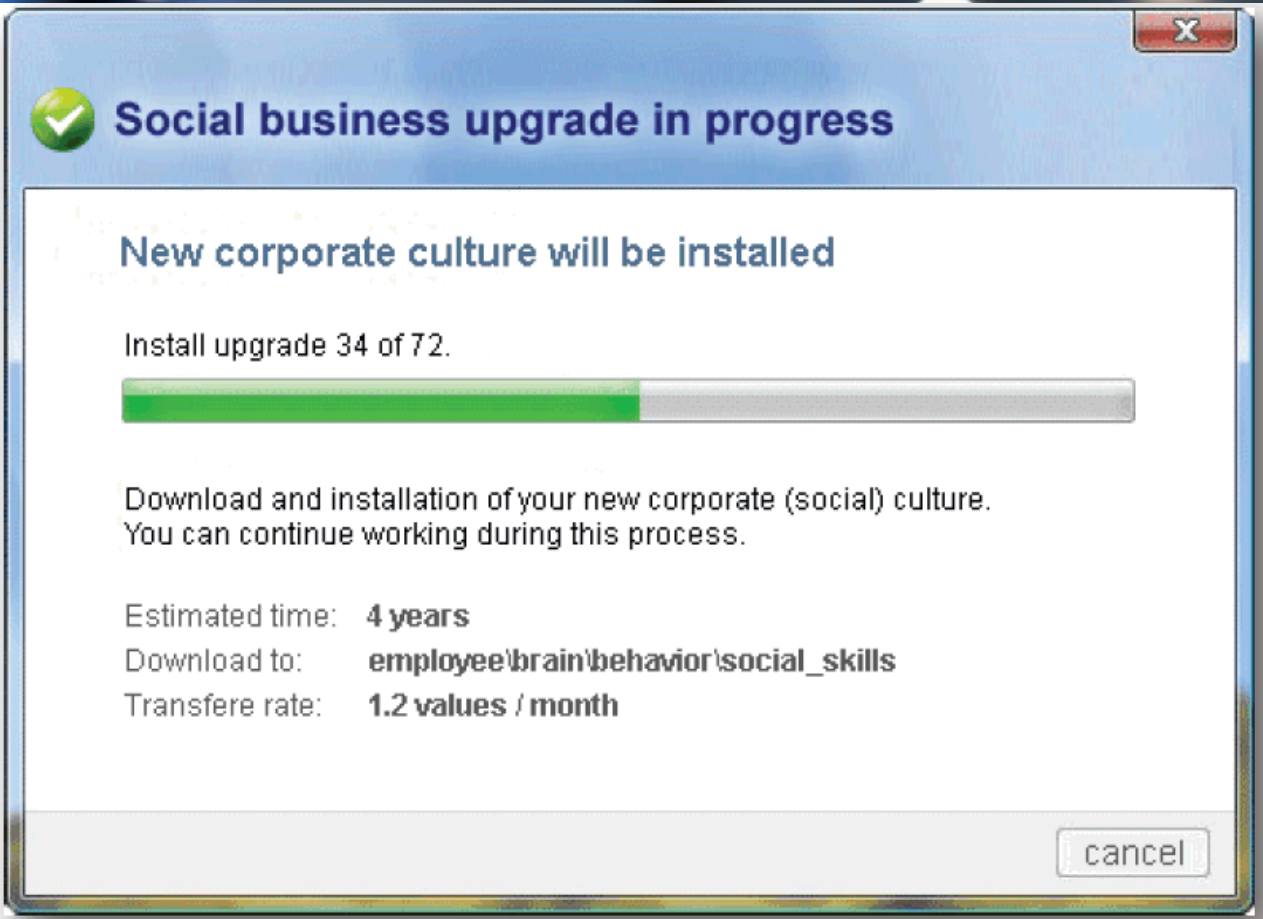 X
Social business upgrade in progress
New corporate culture will be installed
Install upgrade 34 of 72.
Download and installation of your new corporate (social) culture.
You can continue working during this process.
Estimated time: 4 years
Download to: employee\brain\behavior\social_skills
Transfere rate: 1.2 values / month
cancel